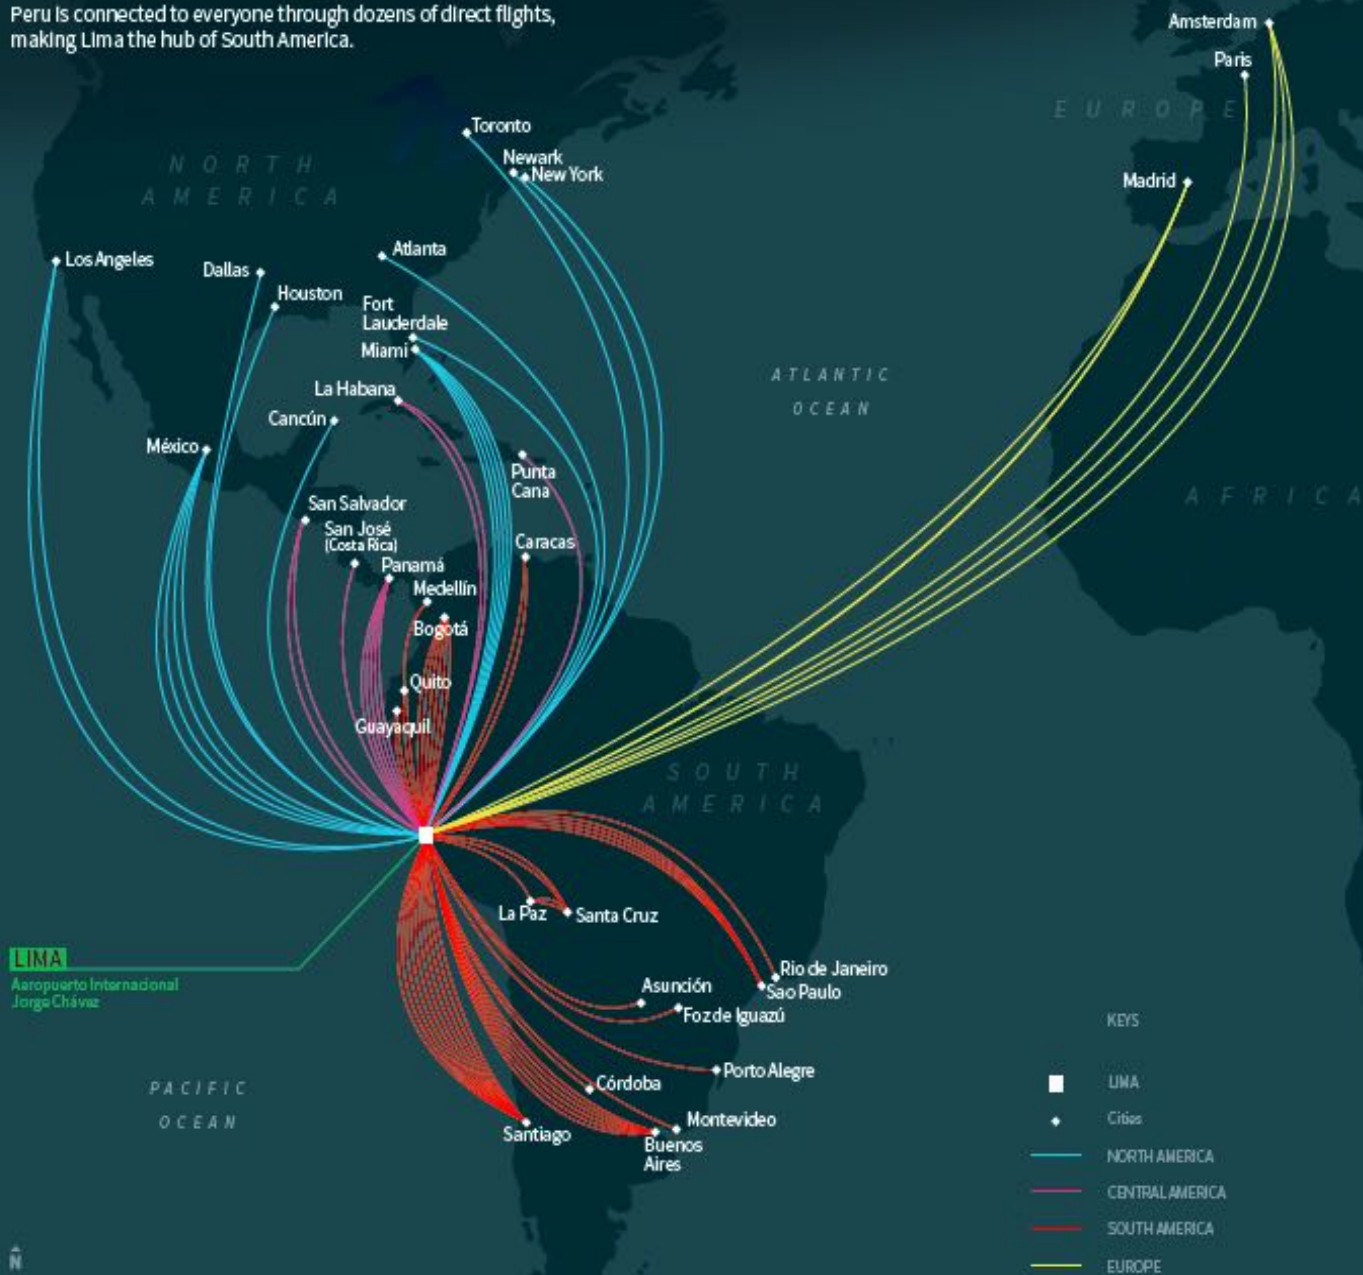 Peru is connected to everyone through dozens of direct flights,
making Lima the hub of South America.
Amsterdam
Paris
EUROPE
Madrid
Toronto
Newark
New York
NORTH
AMERICA
Los Angeles
Dallas
Atlanta
Houston
Fort
Lauderdale
Miami
ATLANTIC
OCEAN
La Habana
Cancún
México
Punta
Cana
AFRICA
San Salvador
San José
(Costa Rica)
Caracas
Panamá
Medellín
Bogotá
Quito
Guayaquil
SOUTH
AMERICA
La Paz
Santa Cruz
LIMA
Aeropuerto Internacional
Jorge Chávez
Rio de Janeiro
Sao Paulo
Asunción
Foz de Iguazú
Porto Alegre
Córdoba
Montevideo
Santiago
Buenos
Aires
PACIFIC
OCEAN
KEYS
LIMA
Cities
NORTH AMERICA
CENTRAL AMERICA
SOUTH AMERICA
EUROPE
N